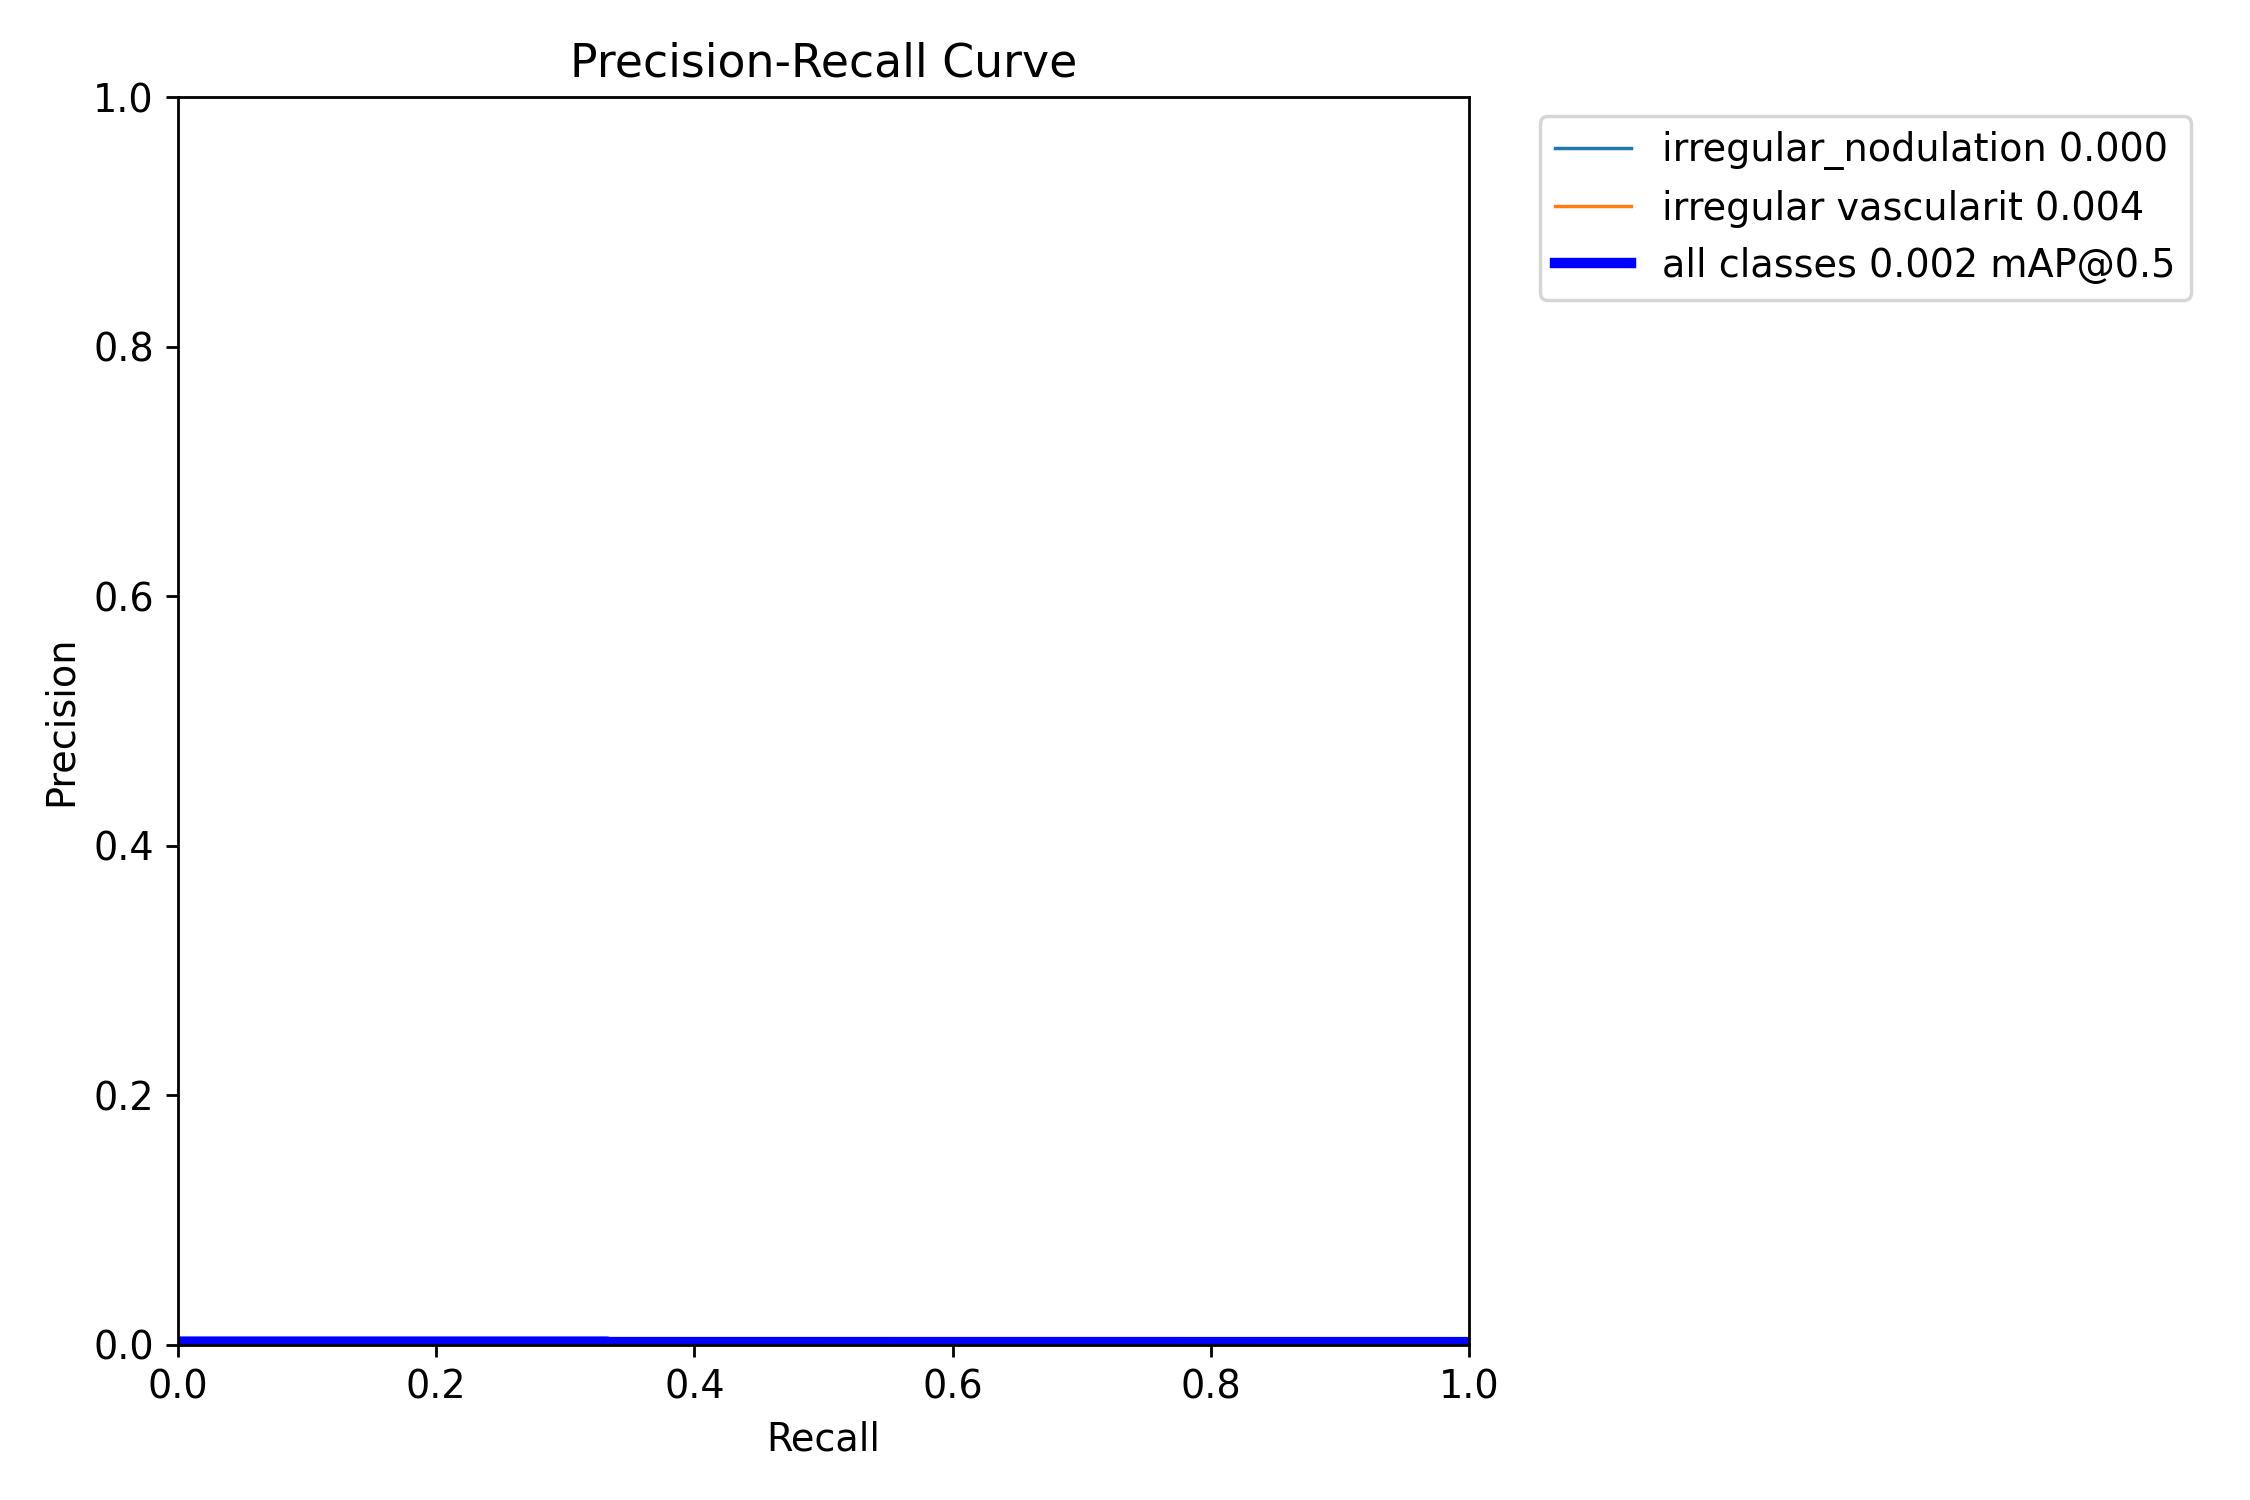 Precision-Recall Curve
1.0
0.8
0.6
0.4
0.2
0.0
Precision
0.0 0.2 0.4 0.6 0.8 1.0
Recall
irregular_nodulation 0.000
irregular vascularit 0.004
all classes 0.002 mAP@0.5